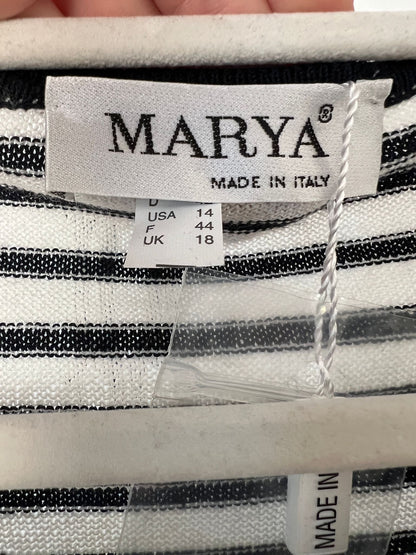 MARYA®
MADE IN ITALY
USA 14
F 44
UK 18
MADE IN